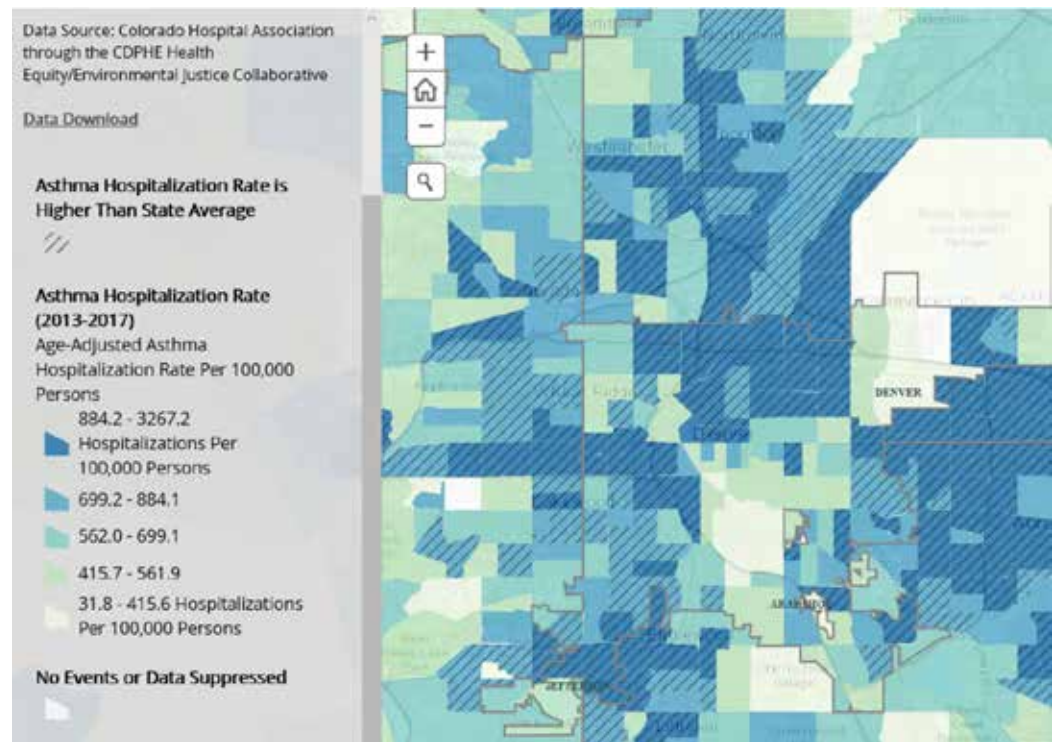 Data Source: Colorado Hospital Association
through the CDPHE Health
Equity/Environmental Justice Collaborative
Data Download
Asthma Hospitalization Rate is
Higher Than State Average
Asthma Hospitalization Rate
(2013-2017)
Age-Adjusted Asthma
Hospitalization Rate Per 100,000
Persons
884.2 - 3267.2
Hospitalizations Per
100,000 Persons
699.2 - 884.1
562.0 - 699.1
415.7 - 561.9
31.8 - 415.6 Hospitalizations
Per 100,000 Persons
No Events or Data Suppressed
+
−
Westminster
Thornton
DENVER
Denver